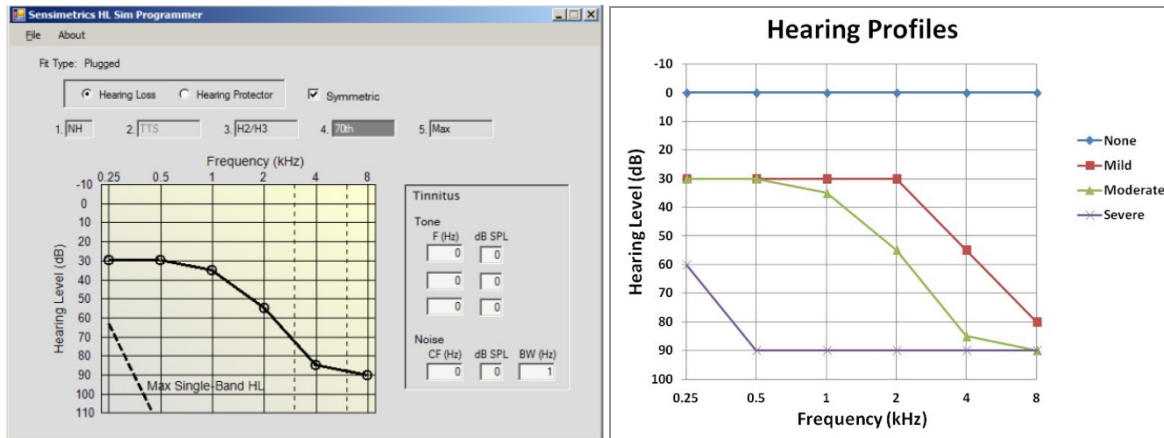 Sensimetrics HL Sim Programmer
File About
Fit Type: Plugged
Hearing Loss Hearing Protector Symmetric
1. NH 2. TTS 3. H2/H3 4. 70th 5. Max
Frequency (kHz)
0.25 0.5 1 2 4 8
-10
0
10
20
30
40
50
60
70
80
90
100
110
Hearing Level (dB)
Max Single-Band HL
Tinnitus
Tone
F (Hz) dB SPL
0 0
0 0
0 0
Noise
CF (Hz) dB SPL BW (Hz)
0 0 1
Hearing Profiles
-10
0
10
20
30
40
50
60
70
80
90
100
Hearing Level (dB)
0.25 0.5 1 2 4 8
Frequency (kHz)
None
Mild
Moderate
Severe